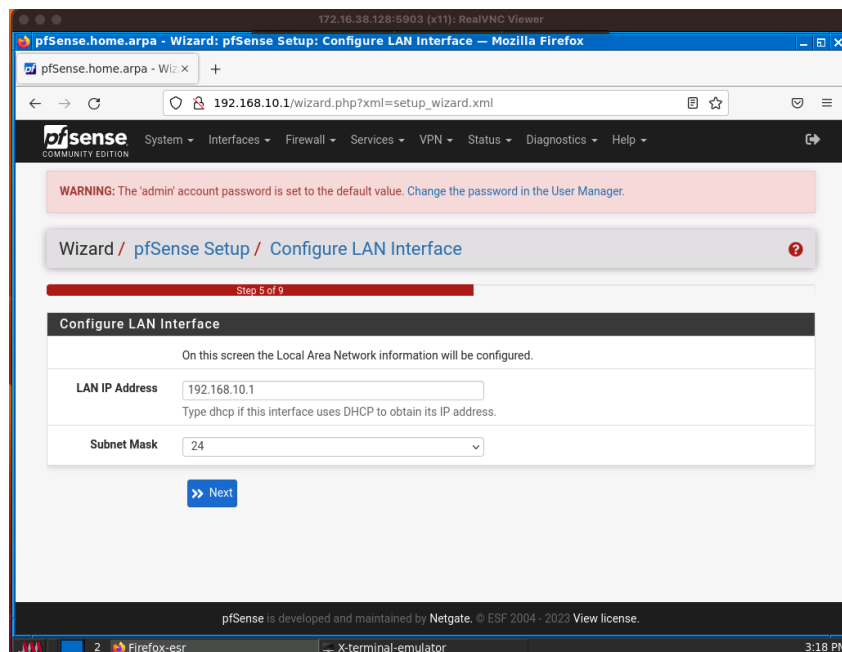 172.16.38.128:5903 (x11): RealVNC Viewer
pfSense.home.arpa - Wizard: pfSense Setup: Configure LAN Interface — Mozilla Firefox
pfSense.home.arpa - Wiz
192.168.10.1/wizard.php?xml=setup_wizard.xml
pfsense System Interfaces Firewall Services VPN Status Diagnostics Help
COMMUNITY EDITION
WARNING: The 'admin' account password is set to the default value. Change the password in the User Manager.
Wizard / pfSense Setup / Configure LAN Interface
Step 5 of 9
Configure LAN Interface
On this screen the Local Area Network information will be configured.
LAN IP Address 192.168.10.1
Type dhcp if this interface uses DHCP to obtain its IP address.
Subnet Mask 24
Next
pfSense is developed and maintained by Netgate. © ESF 2004 - 2023 View license.
2 Firefox-esr X-terminal-emulator 3:18 PM